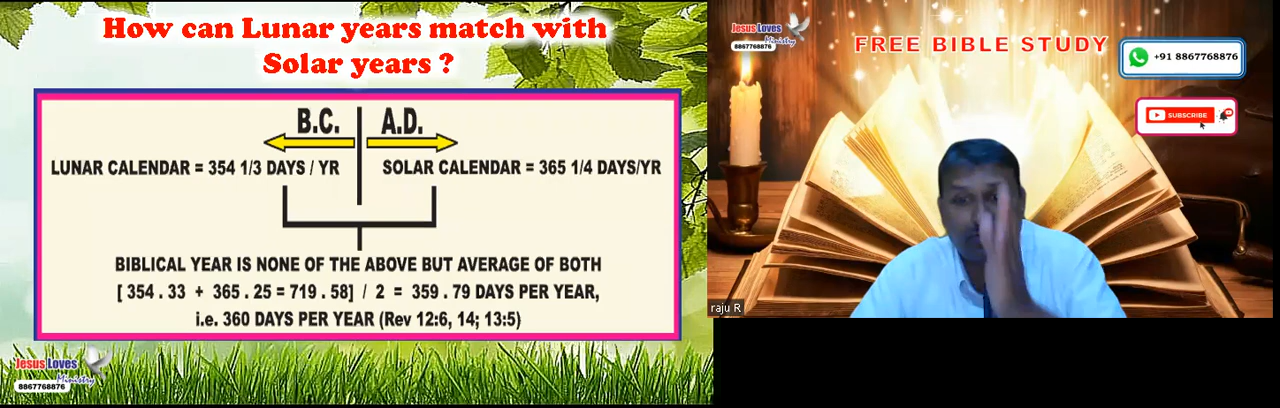 How can Lunar years match with
Solar years ?
B.C.
A.D.
LUNAR CALENDAR = 354 1/3 DAYS / YR
SOLAR CALENDAR = 365 1/4 DAYS/YR
BIBLICAL YEAR IS NONE OF THE ABOVE BUT AVERAGE OF BOTH
[ 354 . 33 + 365 . 25 = 719 . 58] / 2 = 359 . 79 DAYS PER YEAR,
i.e. 360 DAYS PER YEAR (Rev 12:6, 14; 13:5)
Jesus Loves
Ministry
8867768876
Jesus Loves
Ministry
8867768876
FREE BIBLE STUDY
+91 8867768876
SUBSCRIBE
raju R